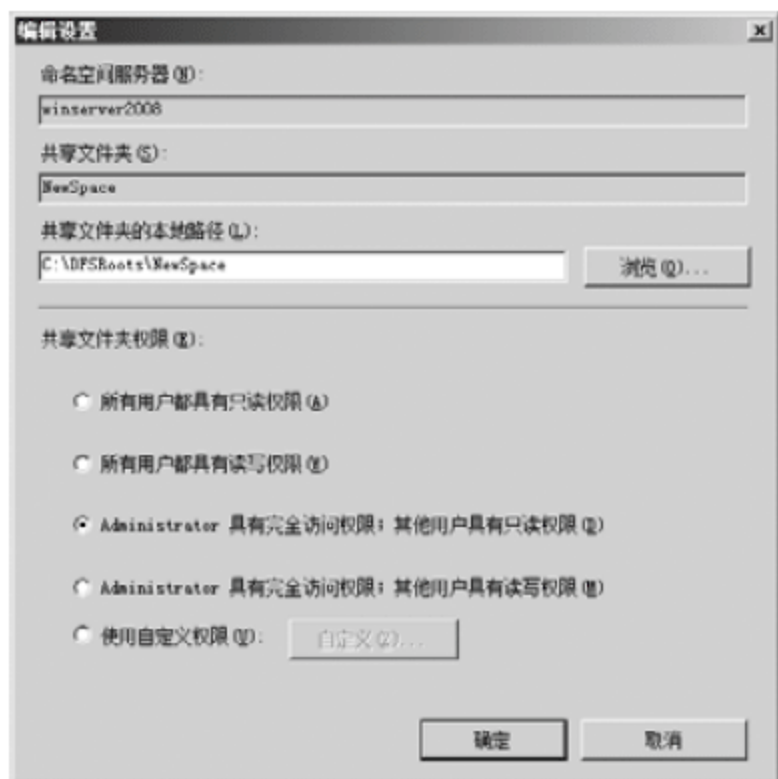 编辑设置
命名空间服务器(N):
winserver2008
共享文件夹(S):
NewSpace
共享文件夹的本地路径(L):
C:\DFSRoots\NewSpace
浏览(O)...
共享文件夹权限(E):
所有用户都具有只读权限(A)
所有用户都具有读写权限(W)
Administrator 具有完全访问权限；其他用户具有只读权限(D)
Administrator 具有完全访问权限；其他用户具有读写权限(M)
使用自定义权限(U):
自定义(Z)...
确定
取消